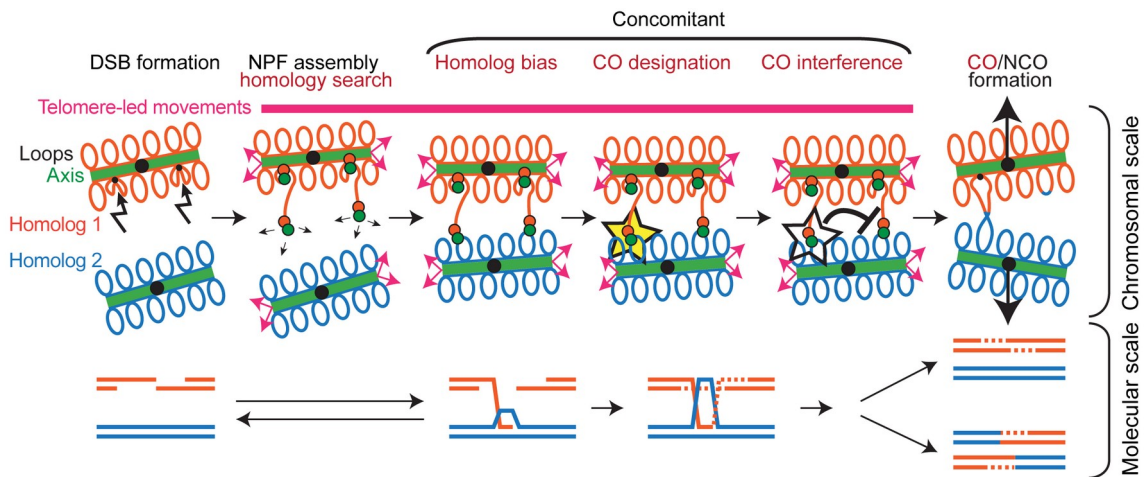 Concomitant
DSB formation
NPF assembly
homology search
Homolog bias
CO designation
CO interference
CO/NCO
formation
Telomere-led movements
Loops
Axis
Homolog 1
Homolog 2
Chromosomal scale
Molecular scale